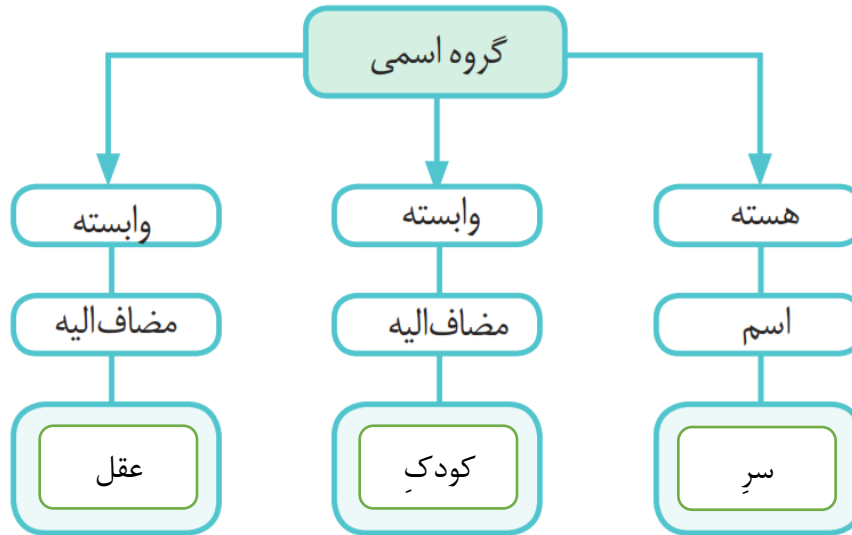 گروه اسمی
هسته
وابسته
وابسته
اسم
مضاف‌الیه
مضاف‌الیه
سرِ
کودکِ
عقل